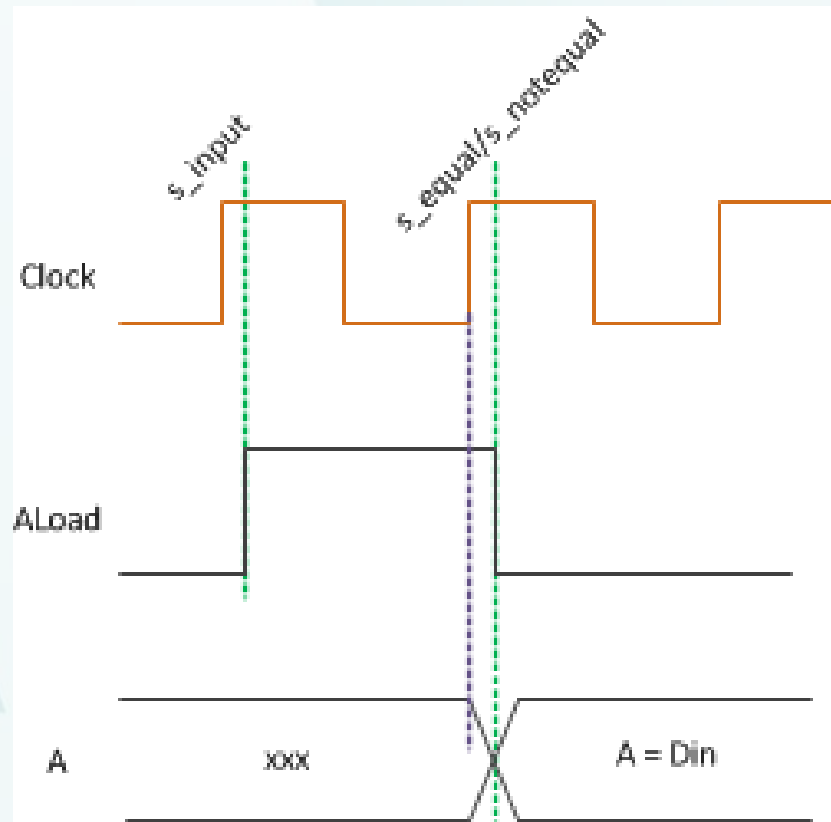 s_input
s_equal/s_notequal
Clock
ALoad
A
xxx
A = Din